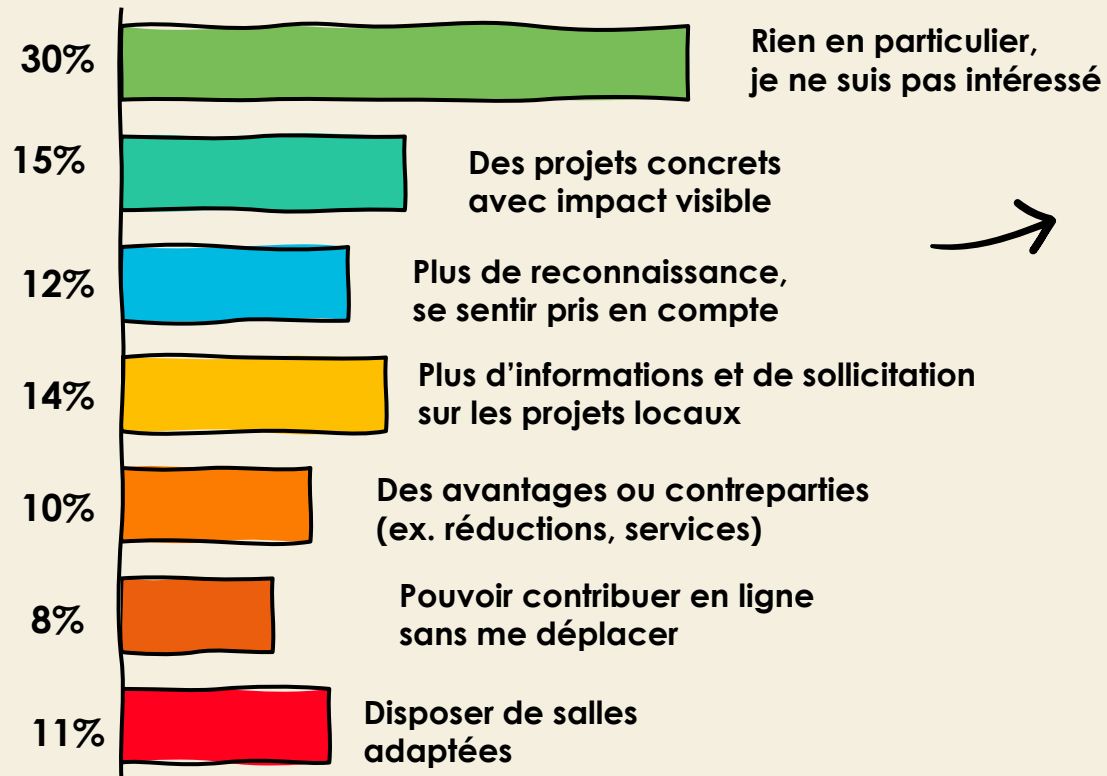 30%
Rien en particulier,
je ne suis pas intéressé
15%
Des projets concrets
avec impact visible
12%
Plus de reconnaissance,
se sentir pris en compte
14%
Plus d’informations et de sollicitation
sur les projets locaux
10%
Des avantages ou contreparties
(ex. réductions, services)
8%
Pouvoir contribuer en ligne
sans me déplacer
11%
Disposer de salles
adaptées